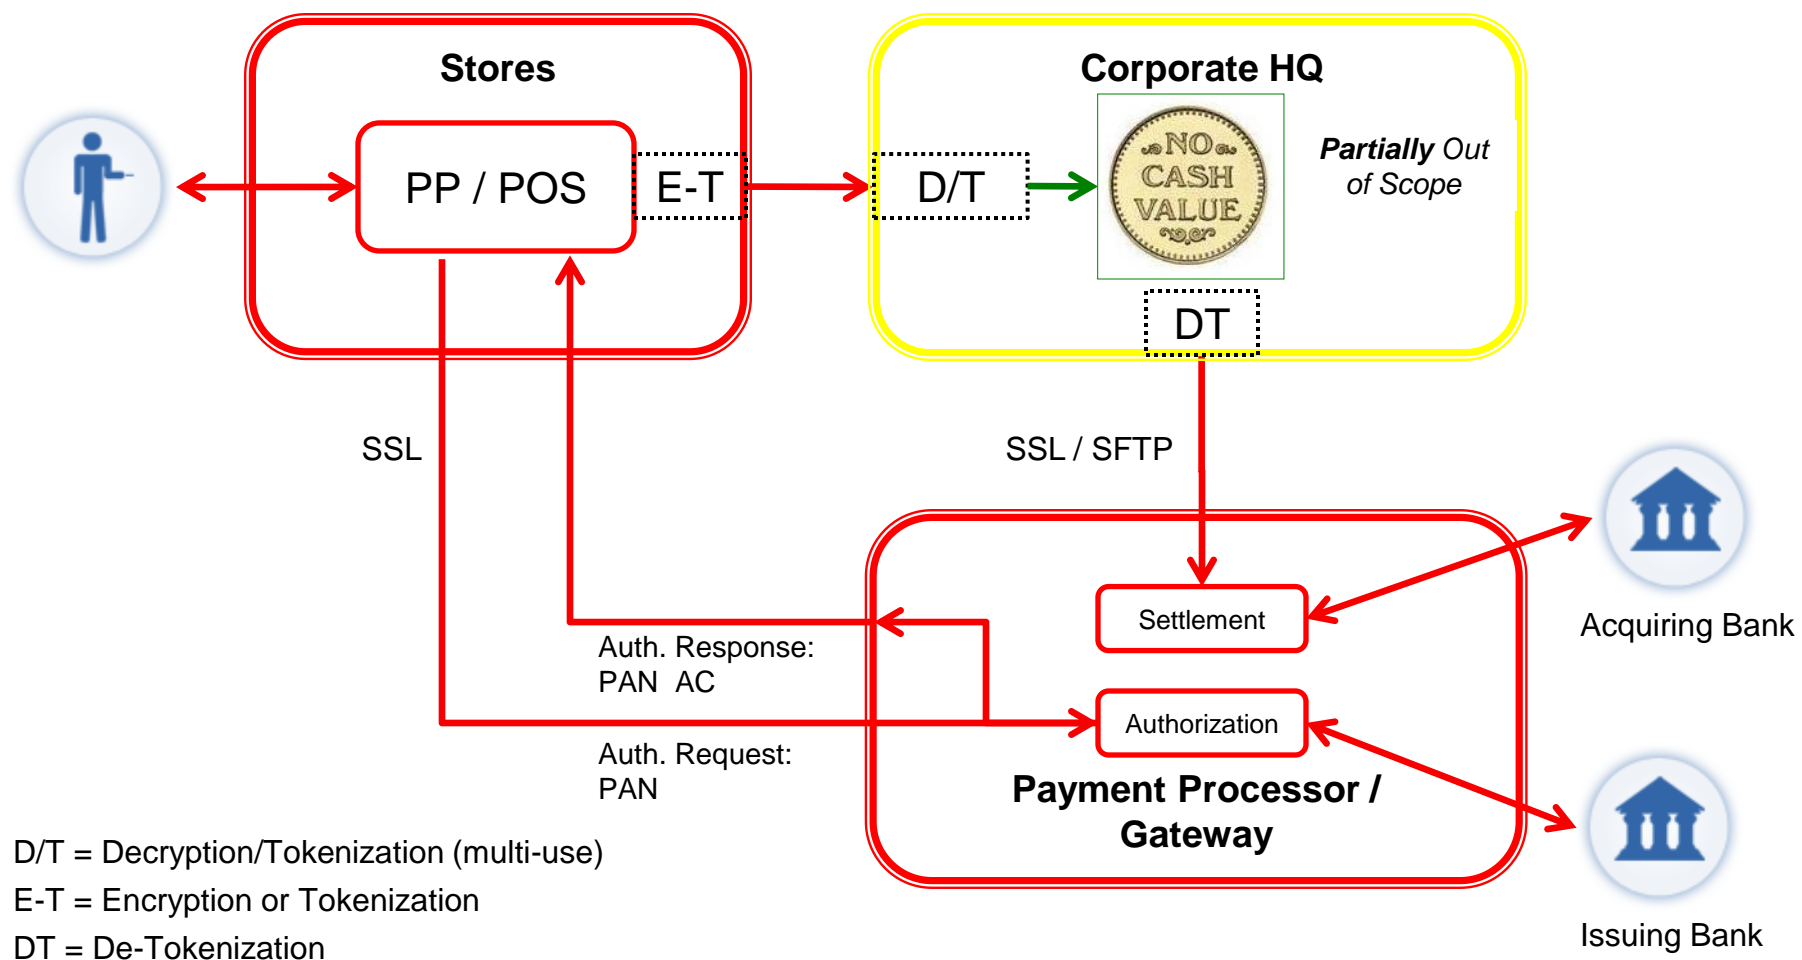 Stores
Corporate HQ
PP / POS
E-T
D/T
NO
CASH
VALUE
Partially Out
of Scope
DT
SSL
SSL / SFTP
Settlement
Acquiring Bank
Auth. Response:
PAN AC
Authorization
Auth. Request:
PAN
Payment Processor /
Gateway
Issuing Bank
D/T = Decryption/Tokenization (multi-use)
E-T = Encryption or Tokenization
DT = De-Tokenization